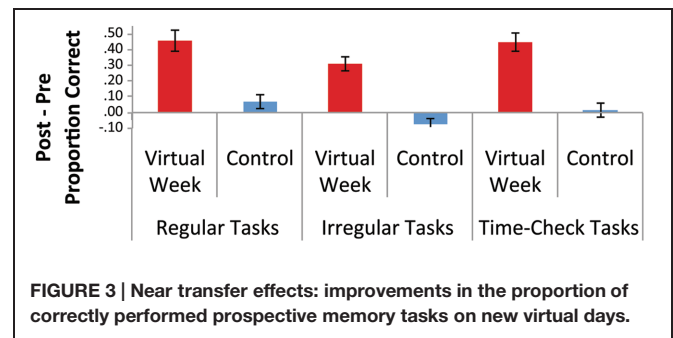 Post - Pre
Proportion Correct
.50
.40
.30
.20
.10
.00
-.10
Virtual Week
Control
Virtual Week
Control
Virtual Week
Control
Regular Tasks
Irregular Tasks
Time-Check Tasks
FIGURE 3 | Near transfer effects: improvements in the proportion of
correctly performed prospective memory tasks on new virtual days.